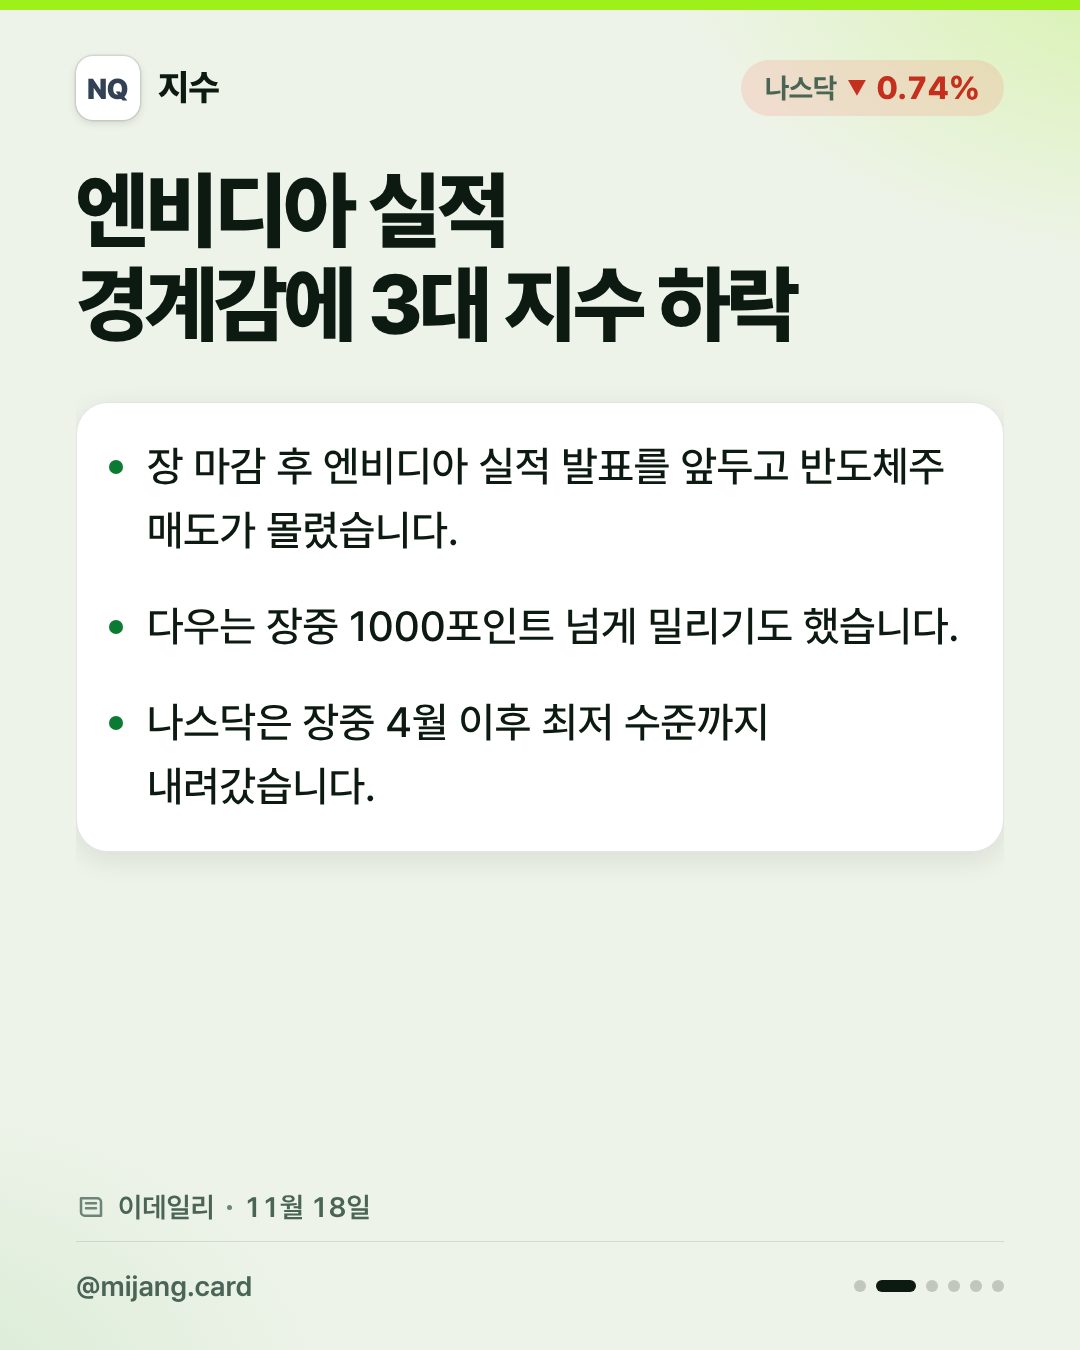 NQ 지수
나스닥 ▼ 0.74%
엔비디아 실적
경계감에 3대 지수 하락
• 장 마감 후 엔비디아 실적 발표를 앞두고 반도체주
매도가 몰렸습니다.
• 다우는 장중 1000포인트 넘게 밀리기도 했습니다.
• 나스닥은 장중 4월 이후 최저 수준까지
내려갔습니다.
이데일리 · 11월 18일
@mijang.card